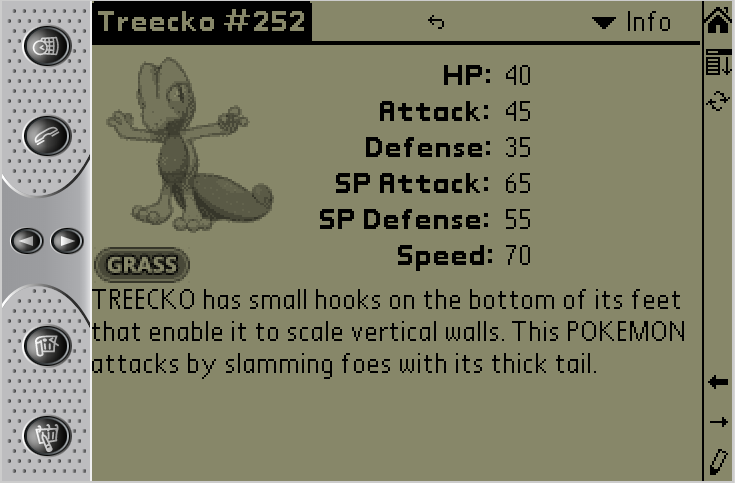 Treecko #252
Info
HP: 40
Attack: 45
Defense: 35
SP Attack: 65
SP Defense: 55
Speed: 70
GRASS
TREECKO has small hooks on the bottom of its feet
that enable it to scale vertical walls. This POKEMON
attacks by slamming foes with its thick tail.